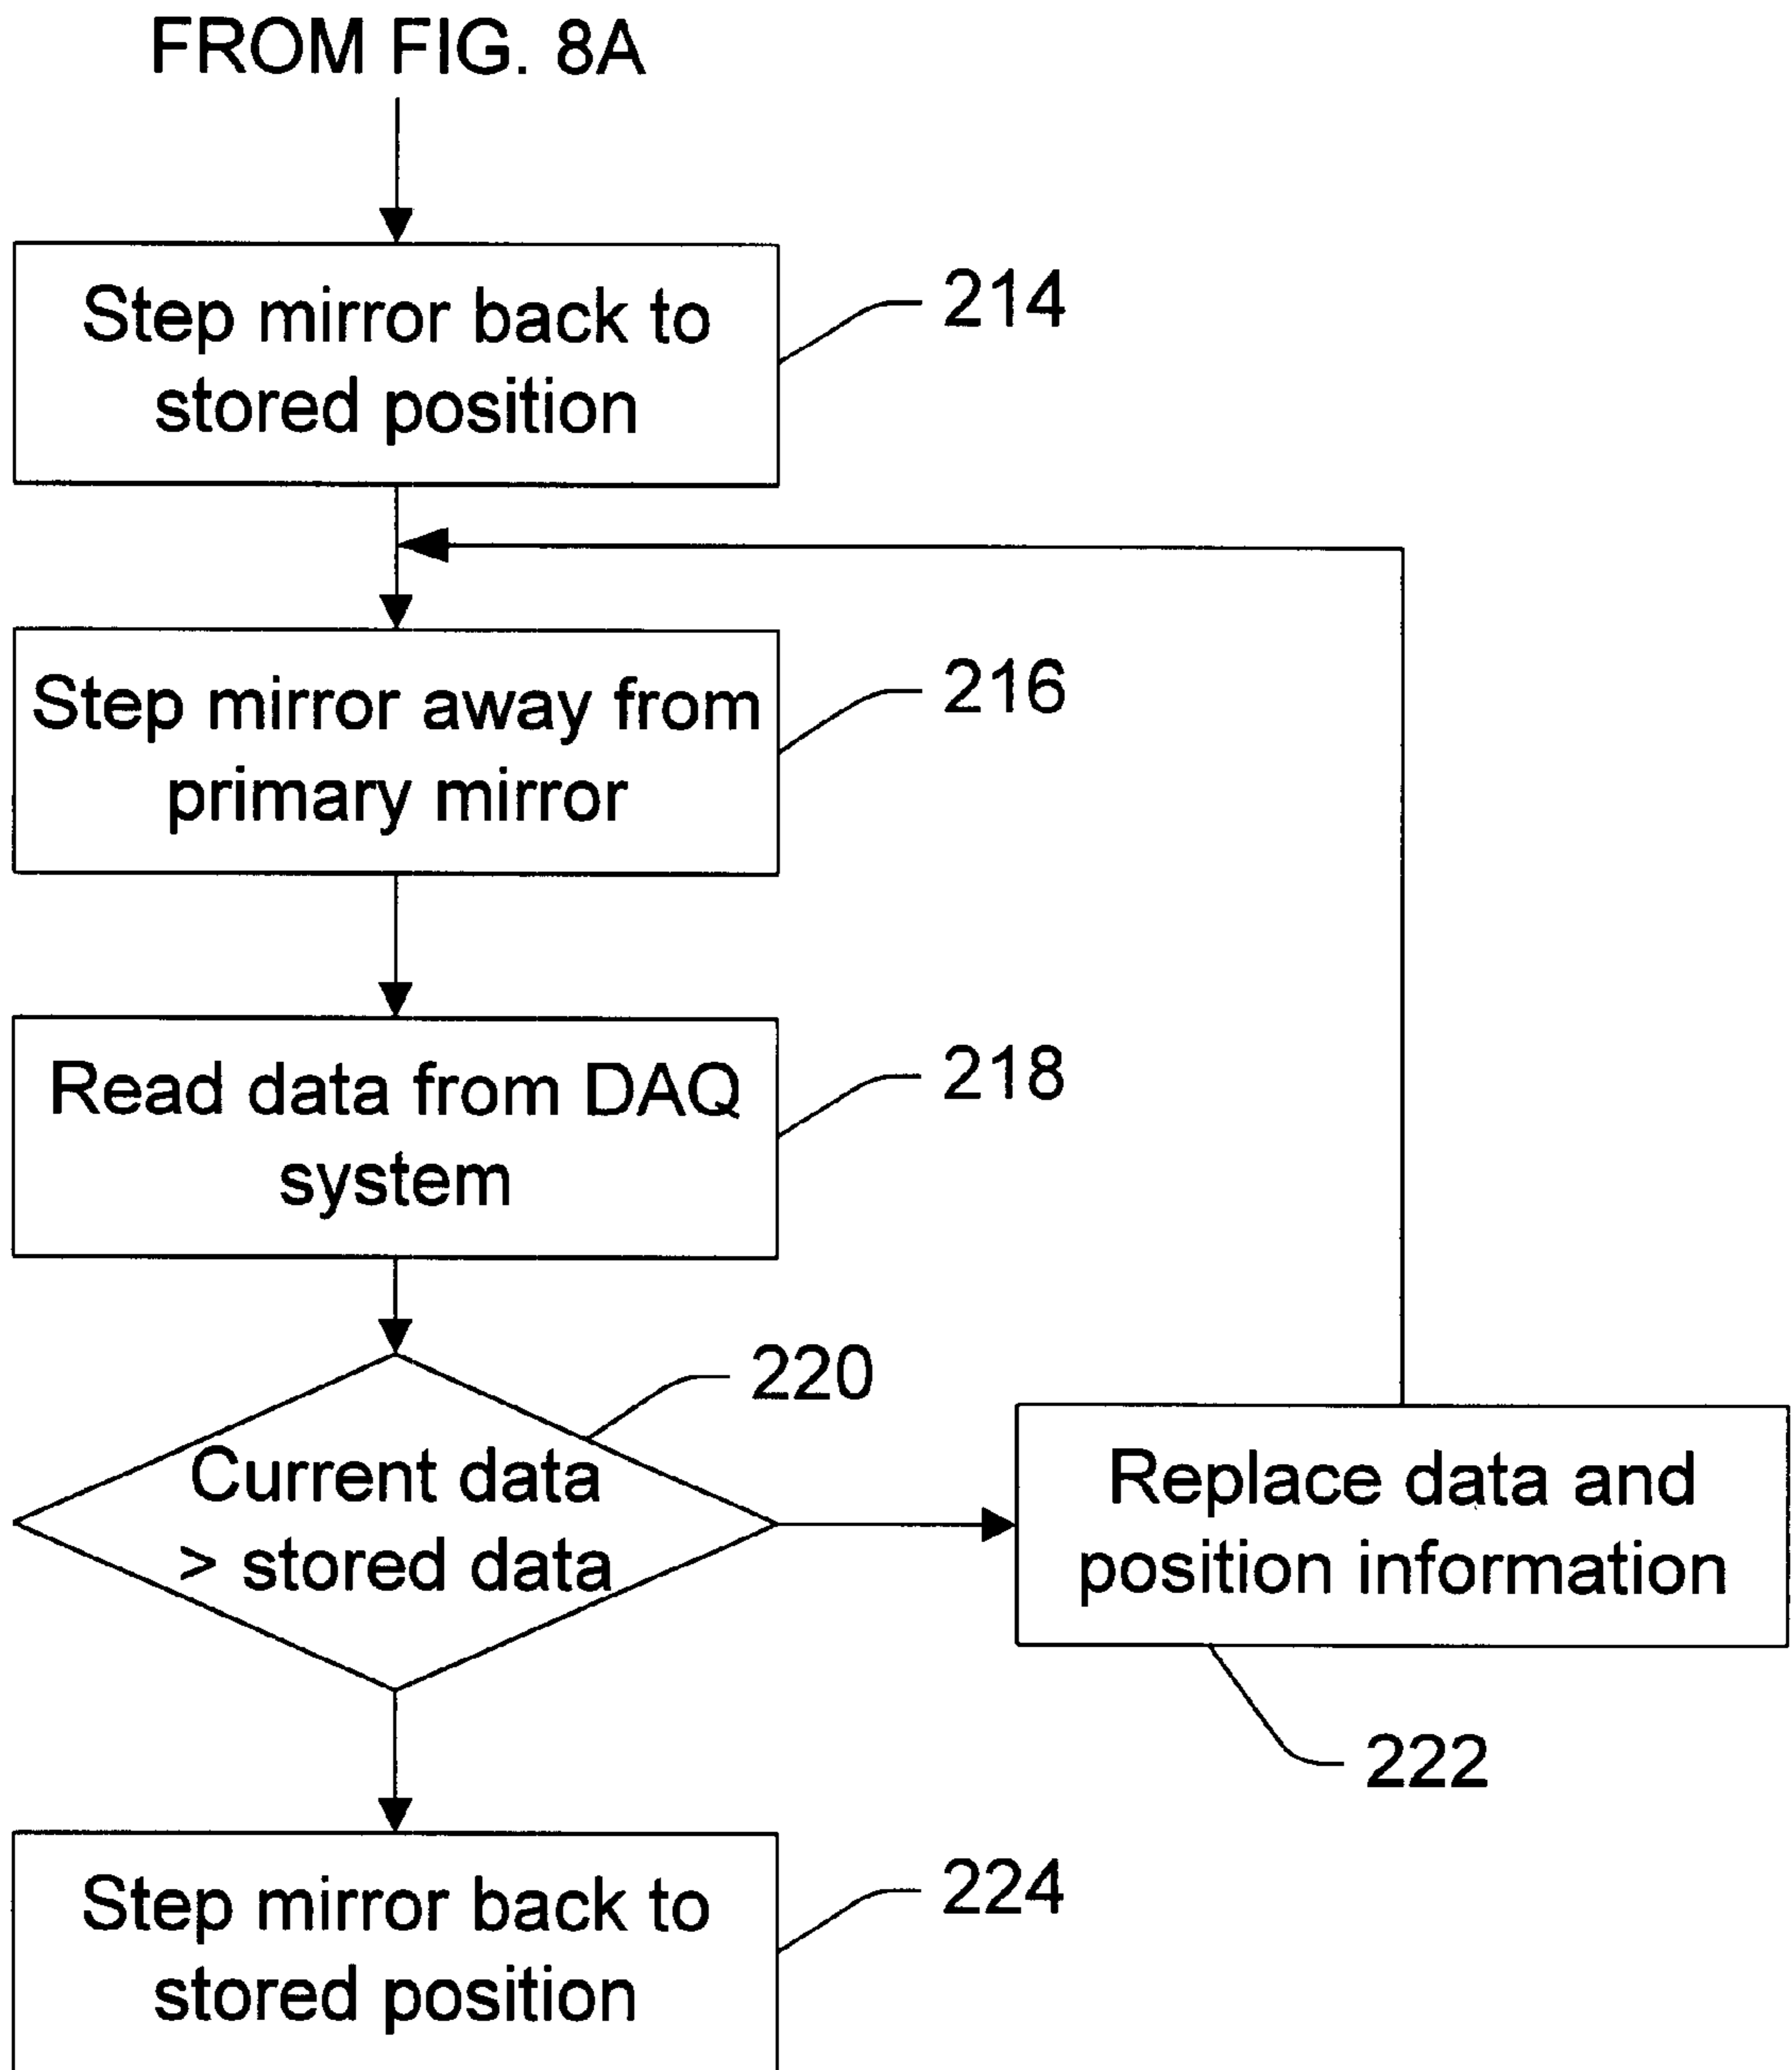 FROM FIG. 8A
Step mirror back to
stored position
214
Step mirror away from
primary mirror
216
Read data from DAQ
system
218
Current data
> stored data
220
Replace data and
position information
222
Step mirror back to
stored position
224